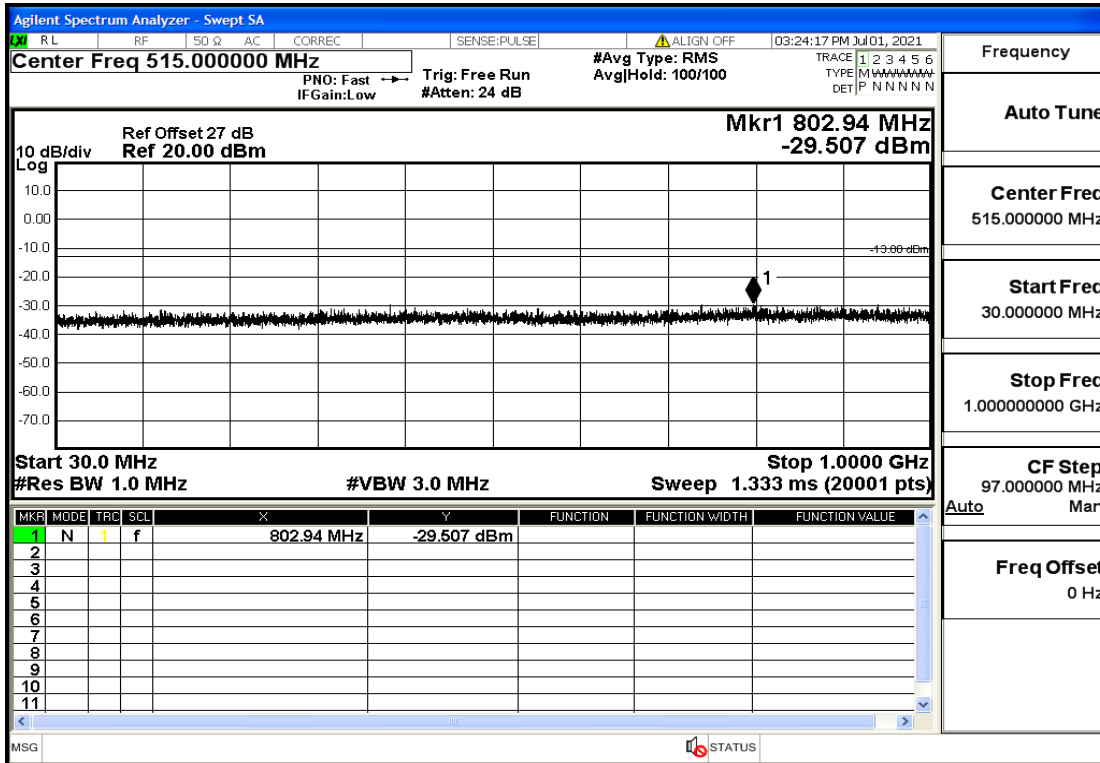 Agilent Spectrum Analyzer - Swept SA
LXI RL RF 50 Ω AC CORREC SENSE:PULSE ALIGN OFF 03:24:17 PM Jul 01, 2021
Center Freq 515.000000 MHz
PNO: Fast
IFGain:Low
Trig: Free Run
#Atten: 24 dB
#Avg Type: RMS
Avg|Hold: 100/100
TRACE 1 2 3 4 5 6
TYPE M W W W W W
DET P N N N N N
Mkr1 802.94 MHz
-29.507 dBm
Ref Offset 27 dB
Ref 20.00 dBm
10 dB/div
Log
10.0
0.00
-10.0
-13.00 dBm
-20.0
1
-30.0
-40.0
-50.0
-60.0
-70.0
Start 30.0 MHz Stop 1.0000 GHz
#Res BW 1.0 MHz #VBW 3.0 MHz Sweep 1.333 ms (20001 pts)
MKR MODE TRC SCL X Y FUNCTION FUNCTION WIDTH FUNCTION VALUE
1 N 1 f 802.94 MHz -29.507 dBm
2
3
4
5
6
7
8
9
10
11
MSG STATUS
Frequency
Auto Tune
Center Freq
515.000000 MHz
Start Freq
30.000000 MHz
Stop Freq
1.000000000 GHz
CF Step
97.000000 MHz
Auto Man
Freq Offset
0 Hz